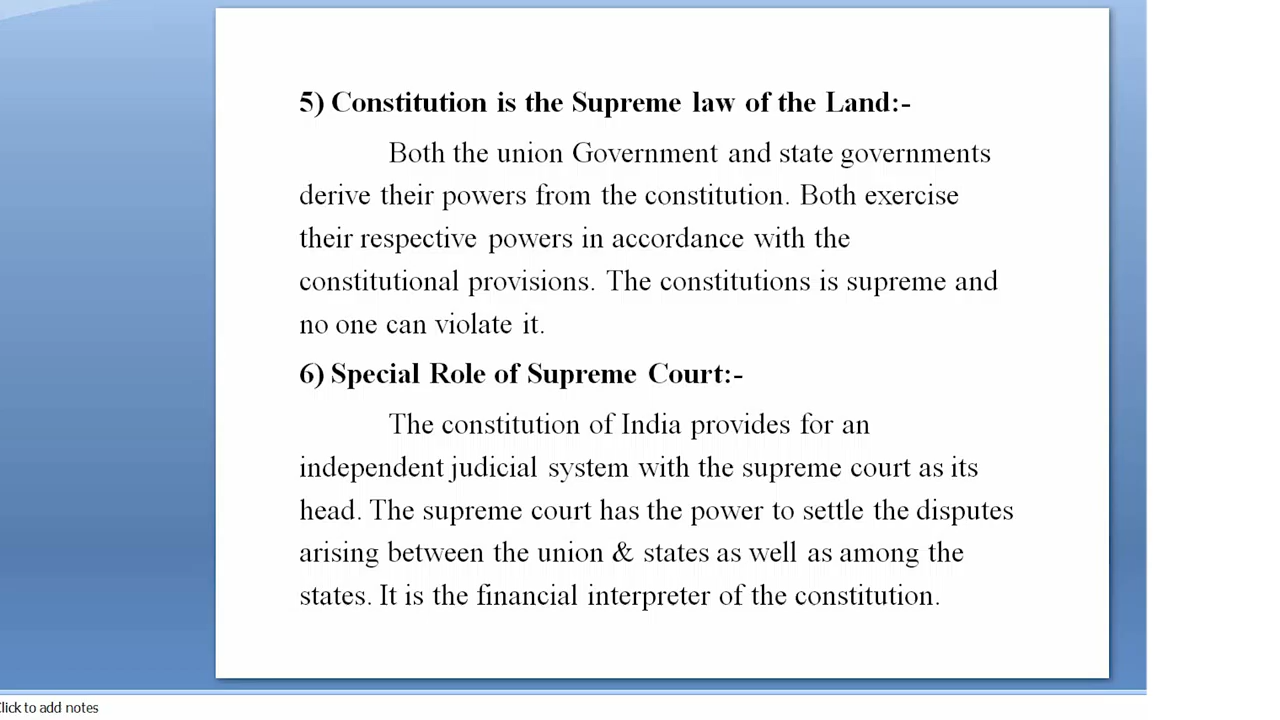 5) Constitution is the Supreme law of the Land:-
Both the union Government and state governments
derive their powers from the constitution. Both exercise
their respective powers in accordance with the
constitutional provisions. The constitutions is supreme and
no one can violate it.
6) Special Role of Supreme Court:-
The constitution of India provides for an
independent judicial system with the supreme court as its
head. The supreme court has the power to settle the disputes
arising between the union & states as well as among the
states. It is the financial interpreter of the constitution.
Click to add notes